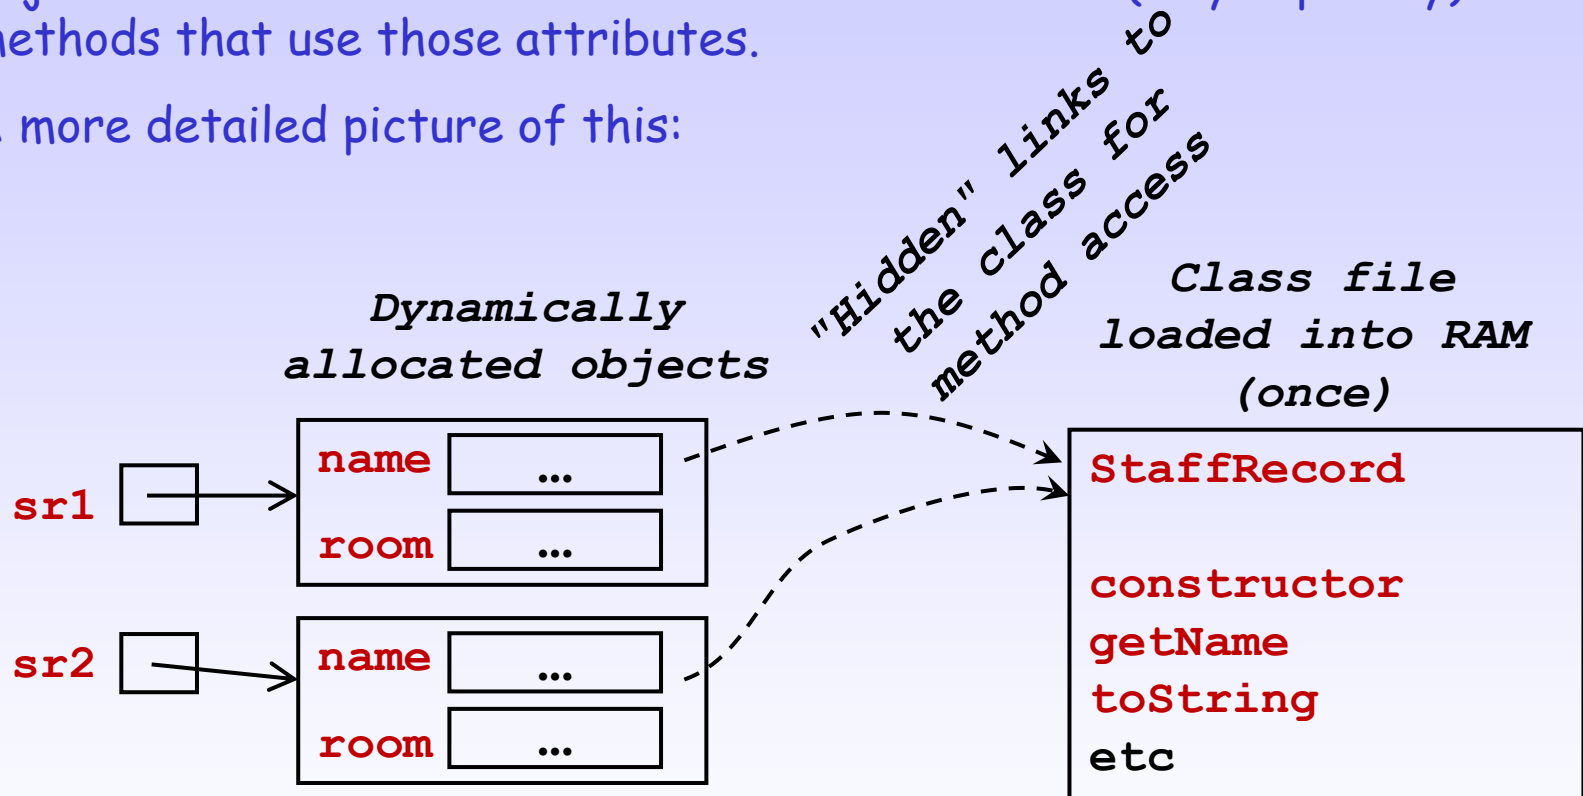 methods that use those attributes.
more detailed picture of this:
"Hidden" links to
the class for
method access
Dynamically
allocated objects
Class file
loaded into RAM
(once)
sr1
name ...
room ...
sr2
name ...
room ...
StaffRecord
constructor
getName
toString
etc